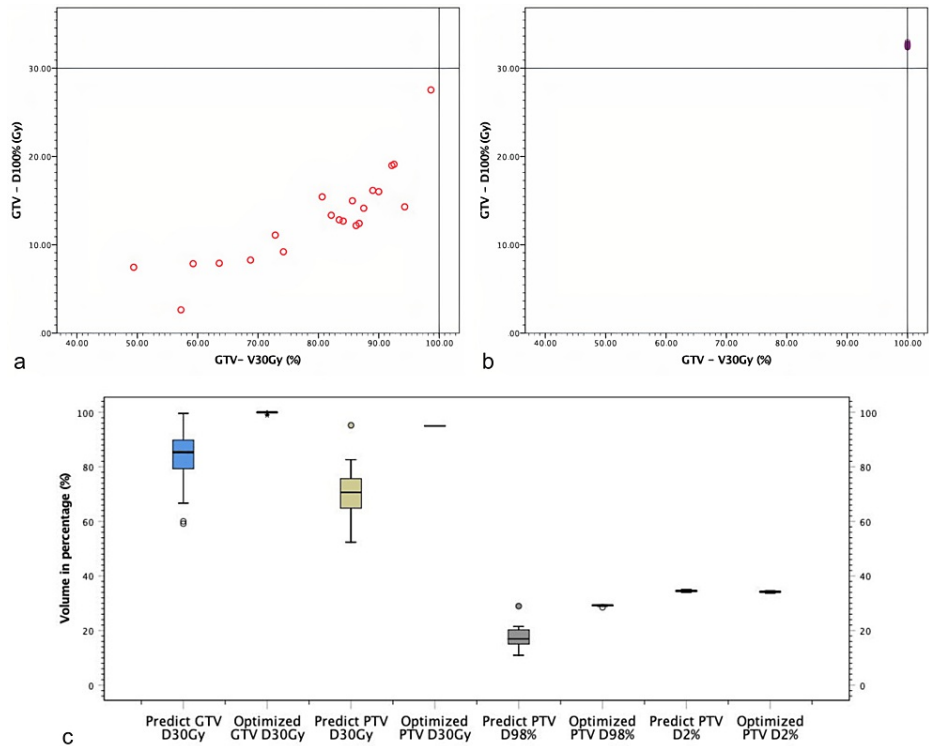 30.00
20.00
10.00
.00
GTV – D100% (Gy)
40.00 50.00 60.00 70.00 80.00 90.00 100.00
GTV– V30Gy (%)
a
30.00
20.00
10.00
.00
GTV – D100% (Gy)
40.00 50.00 60.00 70.00 80.00 90.00 100.00
GTV – V30Gy (%)
b
Volume in percentage (%)
100 100
80 80
60 60
40 40
20 20
0 0
Predict GTV Optimized Predict PTV Optimized Predict PTV Optimized Predict PTV Optimized
D30Gy GTV D30Gy D30Gy PTV D30Gy D98% PTV D98% D2% PTV D2%
c